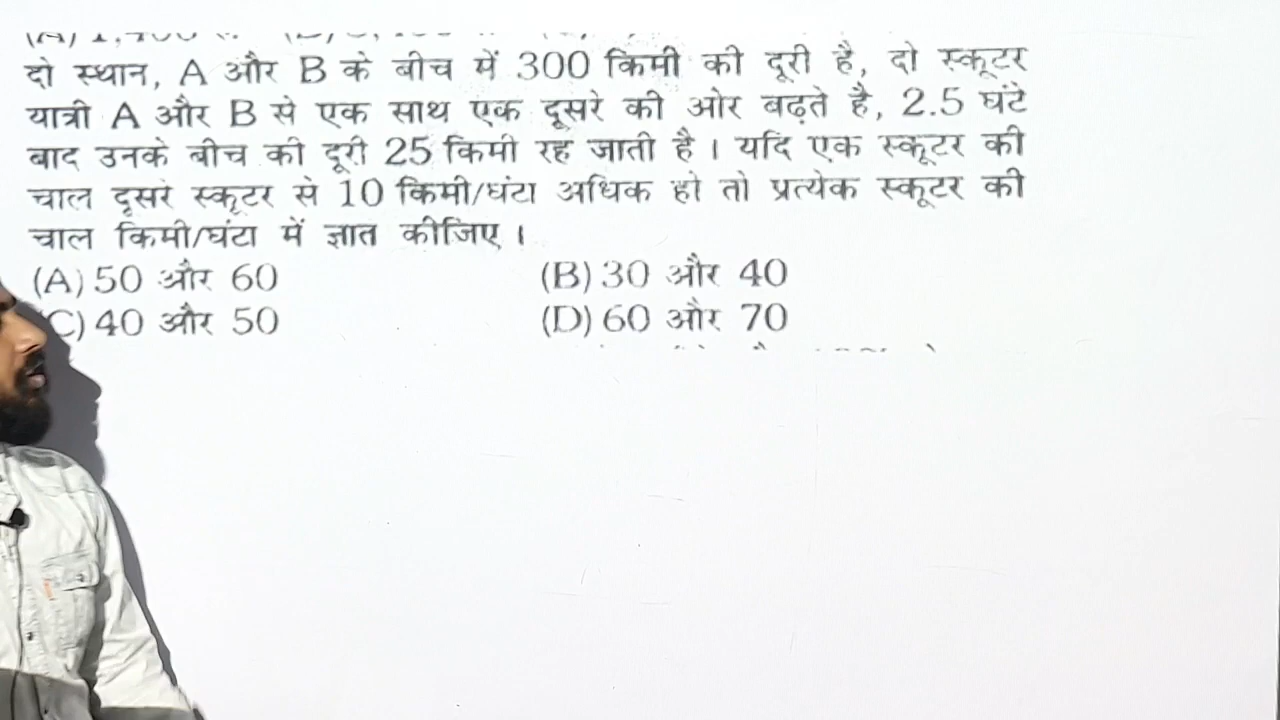 दो स्थान, A और B के बीच में 300 किमी की दूरी है, दो स्कूटर
यात्री A और B से एक साथ एक दूसरे की ओर बढ़ते है, 2.5 घंटे
बाद उनके बीच की दूरी 25 किमी रह जाती है । यदि एक स्कूटर की
चाल दूसरे स्कूटर से 10 किमी/घंटा अधिक हो तो प्रत्येक स्कूटर की
चाल किमी/घंटा में ज्ञात कीजिए ।
(A) 50 और 60 (B) 30 और 40
C) 40 और 50 (D) 60 और 70